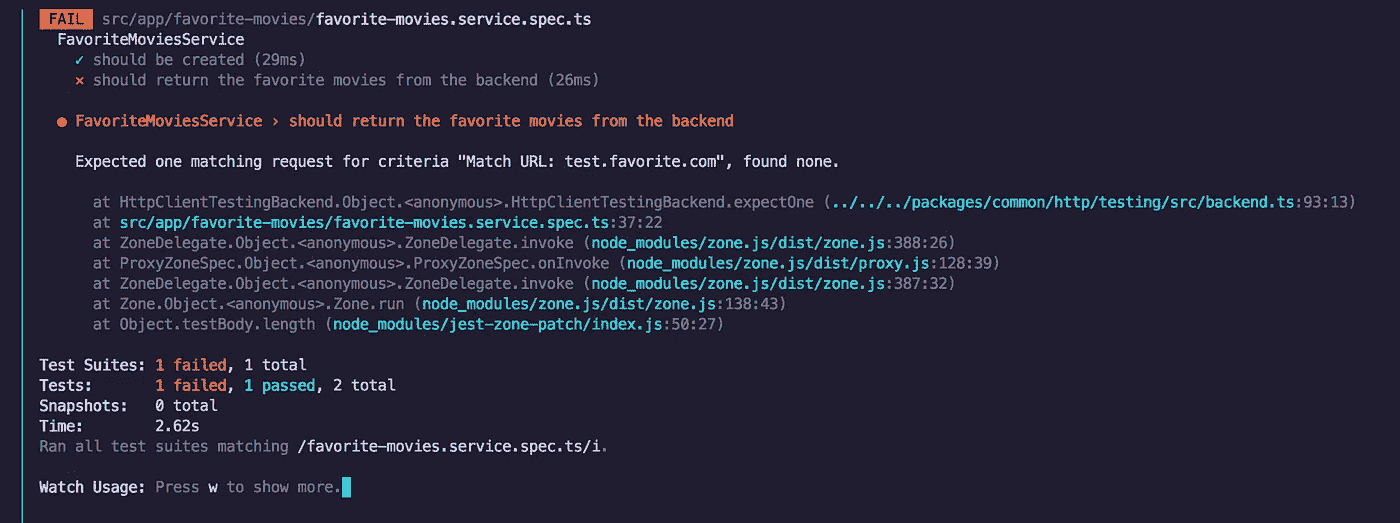 FAIL src/app/favorite-movies/favorite-movies.service.spec.ts
FavoriteMoviesService
✓ should be created (29ms)
✕ should return the favorite movies from the backend (26ms)
● FavoriteMoviesService › should return the favorite movies from the backend
Expected one matching request for criteria "Match URL: test.favorite.com", found none.
at HttpClientTestingBackend.Object.<anonymous>.HttpClientTestingBackend.expectOne (../../../packages/common/http/testing/src/backend.ts:93:13)
at src/app/favorite-movies/favorite-movies.service.spec.ts:37:22
at ZoneDelegate.Object.<anonymous>.ZoneDelegate.invoke (node_modules/zone.js/dist/zone.js:388:26)
at ProxyZoneSpec.Object.<anonymous>.ProxyZoneSpec.onInvoke (node_modules/zone.js/dist/proxy.js:128:39)
at ZoneDelegate.Object.<anonymous>.ZoneDelegate.invoke (node_modules/zone.js/dist/zone.js:387:32)
at Zone.Object.<anonymous>.Zone.run (node_modules/zone.js/dist/zone.js:138:43)
at Object.testBody.length (node_modules/jest-zone-patch/index.js:50:27)
Test Suites: 1 failed, 1 total
Tests: 1 failed, 1 passed, 2 total
Snapshots: 0 total
Time: 2.62s
Ran all test suites matching /favorite-movies.service.spec.ts/i.
Watch Usage: Press w to show more.